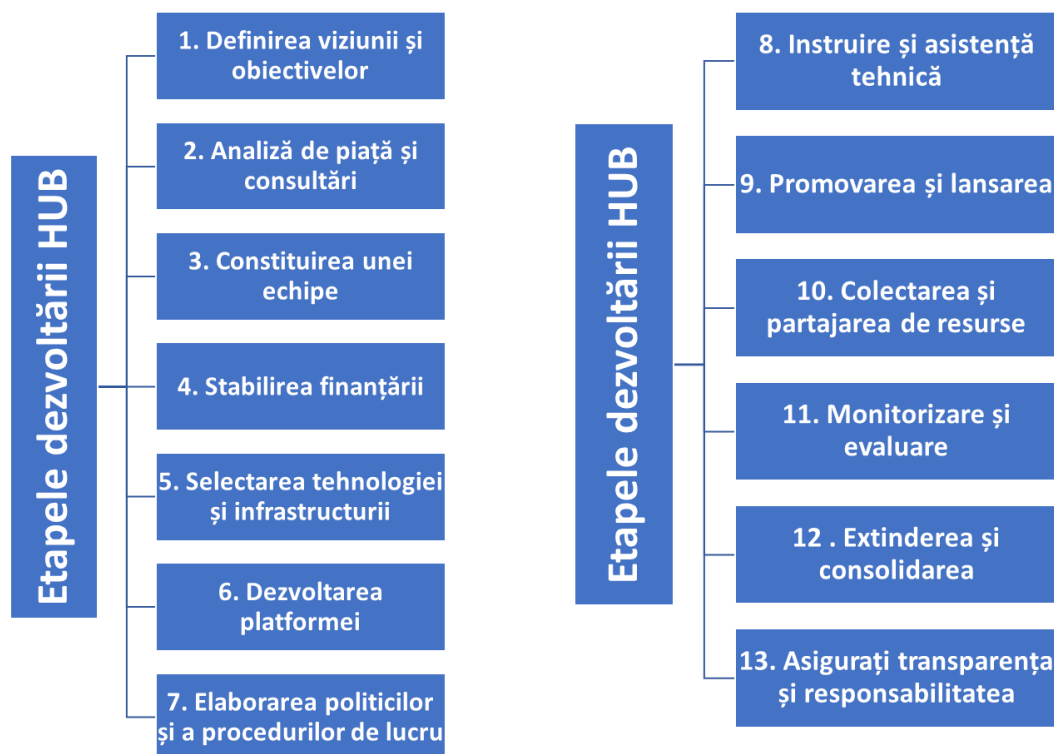 Etapele dezvoltării HUB
1. Definirea viziunii și
obiectivelor
2. Analiză de piață și
consultări
3. Constituirea unei
echipe
4. Stabilirea finanțării
5. Selectarea tehnologiei
și infrastructurii
6. Dezvoltarea
platformei
7. Elaborarea politicilor
și a procedurilor de lucru
Etapele dezvoltării HUB
8. Instruire și asistență
tehnică
9. Promovarea și lansarea
10. Colectarea și
partajarea de resurse
11. Monitorizare și
evaluare
12 . Extinderea și
consolidarea
13. Asigurați transparența
și responsabilitatea